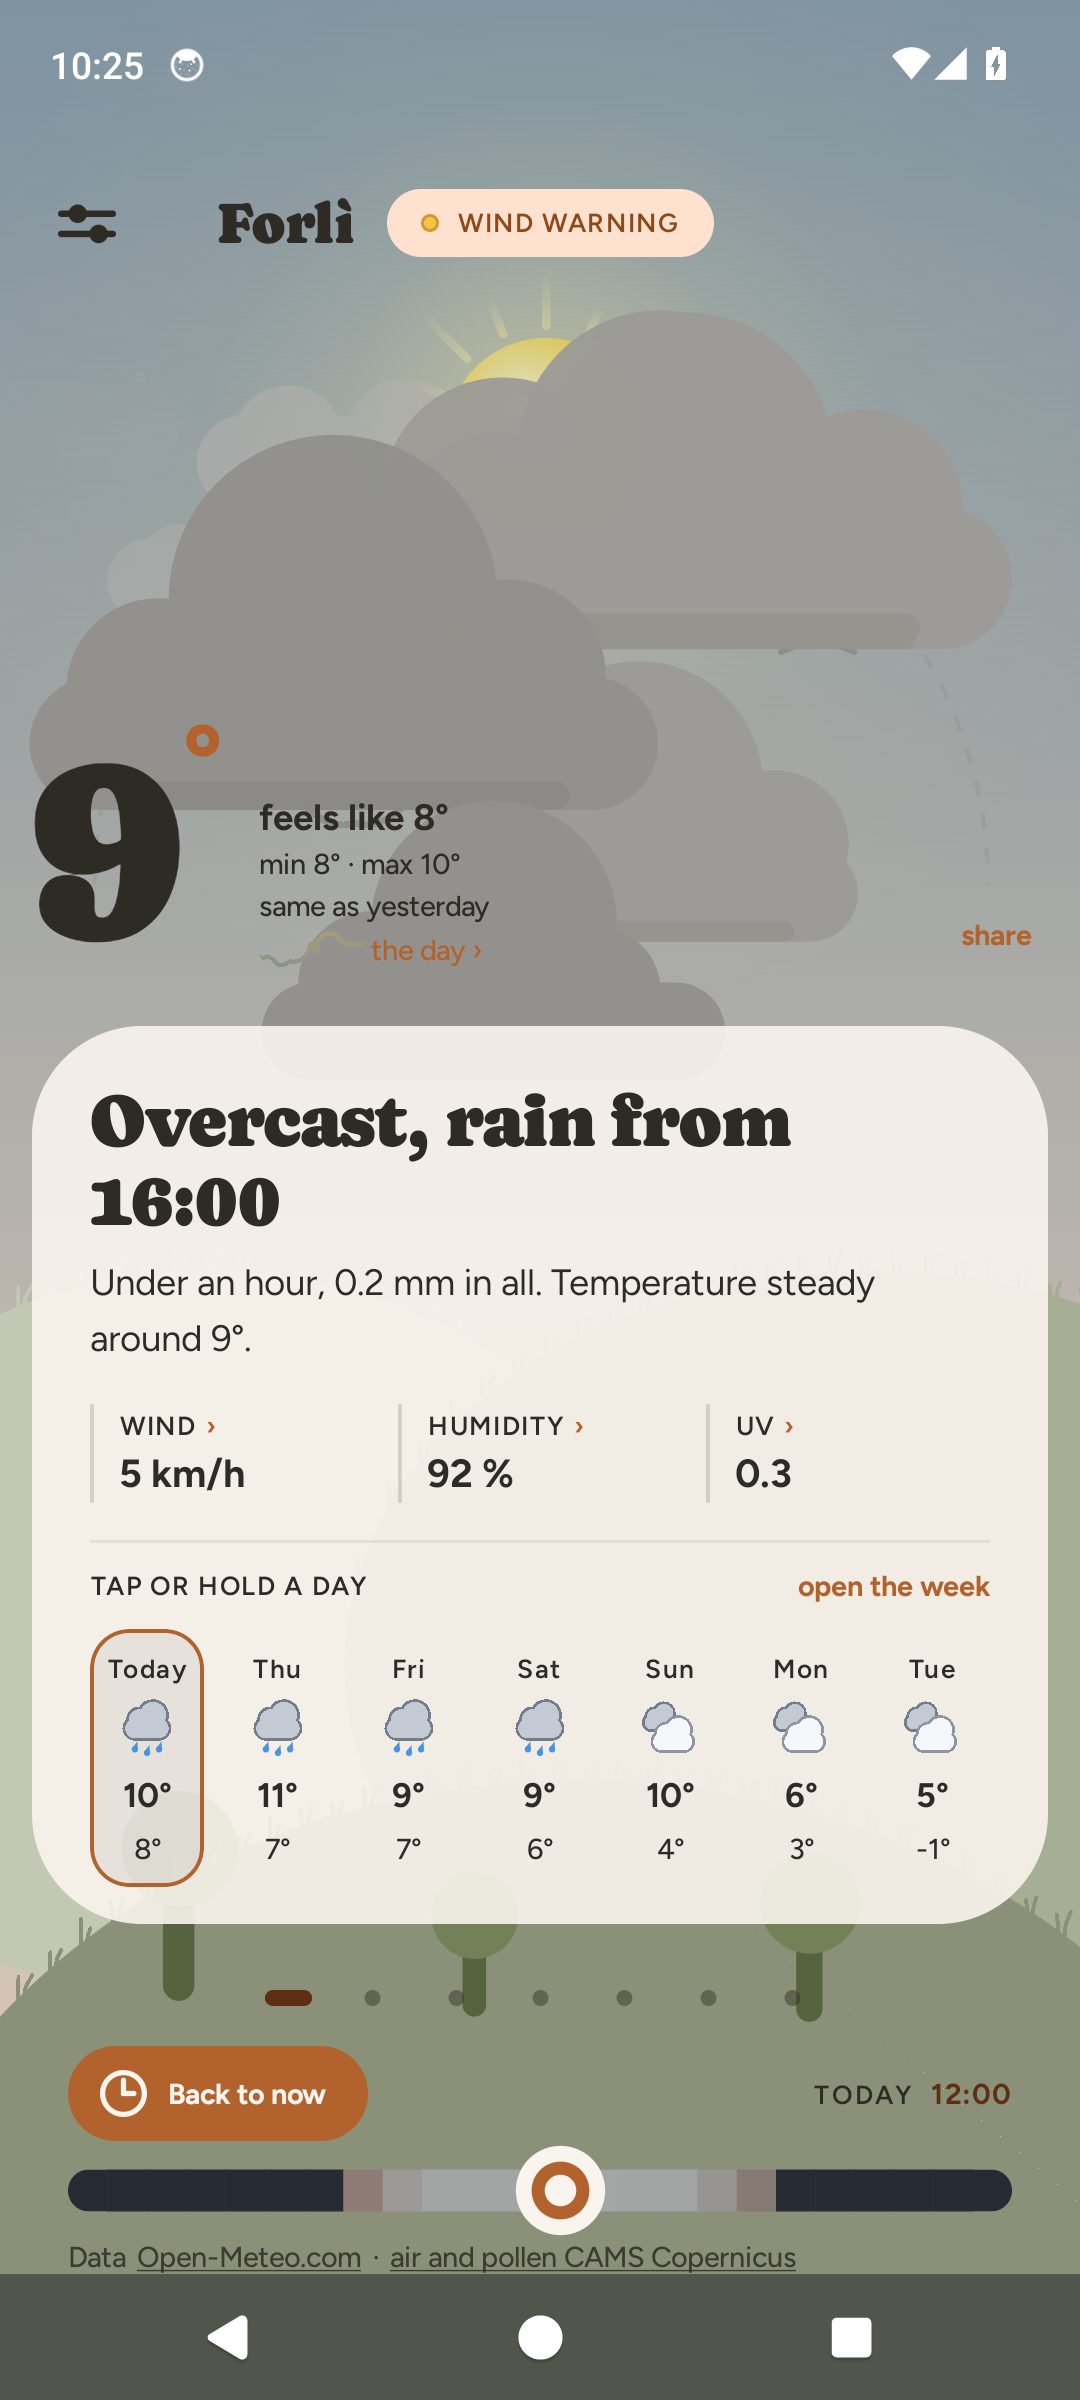 10:25
Forlì
WIND WARNING
9°
feels like 8°
min 8° · max 10°
same as yesterday
the day ›
share
Overcast, rain from
16:00
Under an hour, 0.2 mm in all. Temperature steady
around 9°.
WIND › HUMIDITY › UV ›
5 km/h 92 % 0.3
TAP OR HOLD A DAY open the week
Today Thu Fri Sat Sun Mon Tue
10° 11° 9° 9° 10° 6° 5°
8° 7° 7° 6° 4° 3° -1°
Back to now
TODAY 12:00
Data Open-Meteo.com · air and pollen CAMS Copernicus